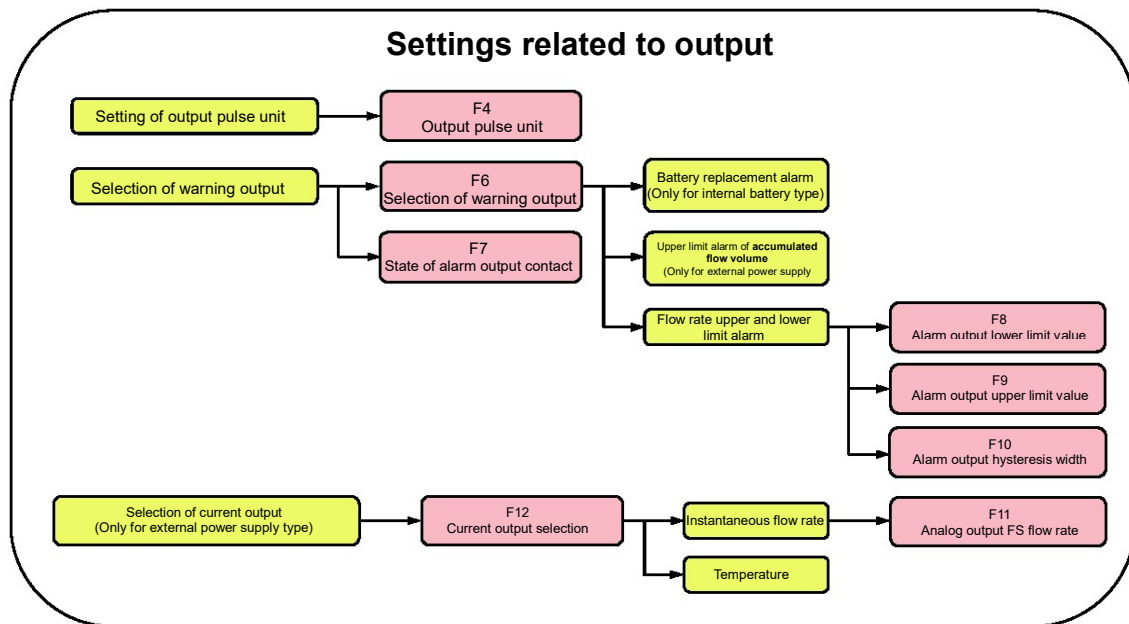 Settings related to output
Setting of output pulse unit
F4
Output pulse unit
Selection of warning output
F6
Selection of warning output
Battery replacement alarm
(Only for internal battery type)
F7
State of alarm output contact
Upper limit alarm of accumulated
flow volume
(Only for external power supply
Flow rate upper and lower
limit alarm
F8
Alarm output lower limit value
F9
Alarm output upper limit value
F10
Alarm output hysteresis width
Selection of current output
(Only for external power supply type)
F12
Current output selection
Instantaneous flow rate
F11
Analog output FS flow rate
Temperature